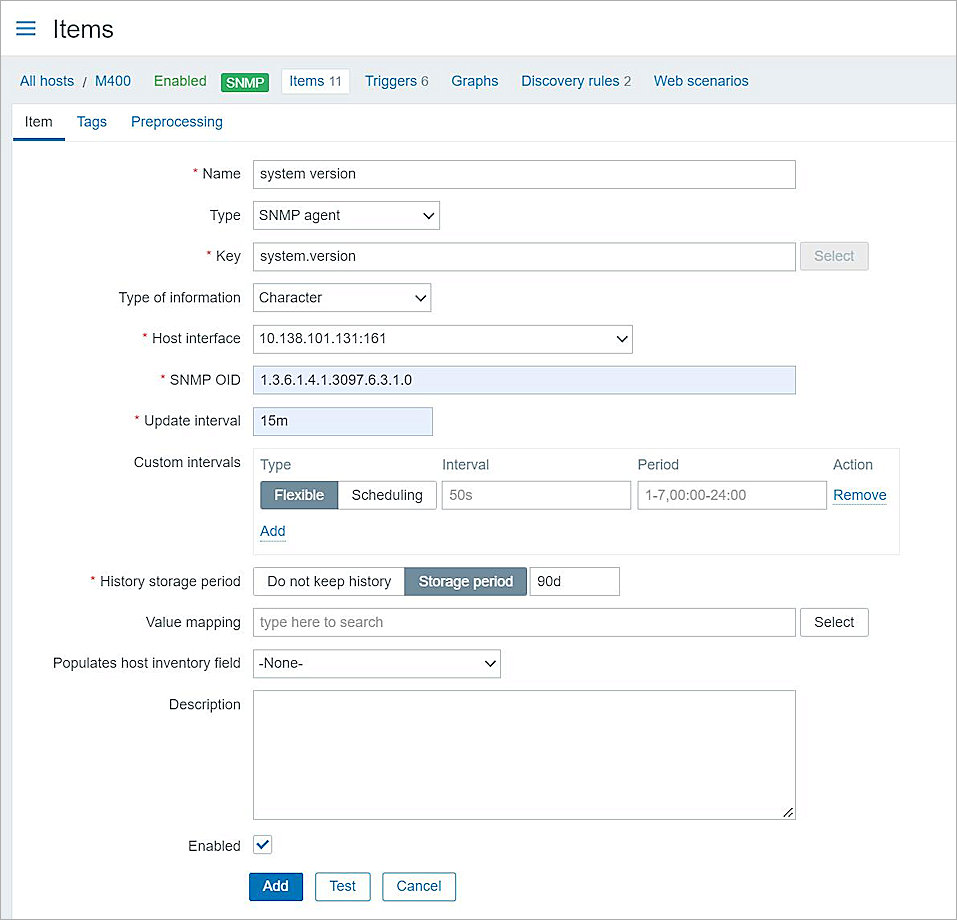 Items
All hosts / M400 Enabled SNMP Items 11 Triggers 6 Graphs Discovery rules 2 Web scenarios
Item Tags Preprocessing
* Name system version
Type SNMP agent
* Key system.version Select
Type of information Character
* Host interface 10.138.101.131:161
* SNMP OID 1.3.6.1.4.1.3097.6.3.1.0
* Update interval 15m
Custom intervals Type Interval Period Action
Flexible Scheduling 50s 1-7,00:00-24:00 Remove
Add
* History storage period Do not keep history Storage period 90d
Value mapping type here to search Select
Populates host inventory field -None-
Description
Enabled
Add Test Cancel